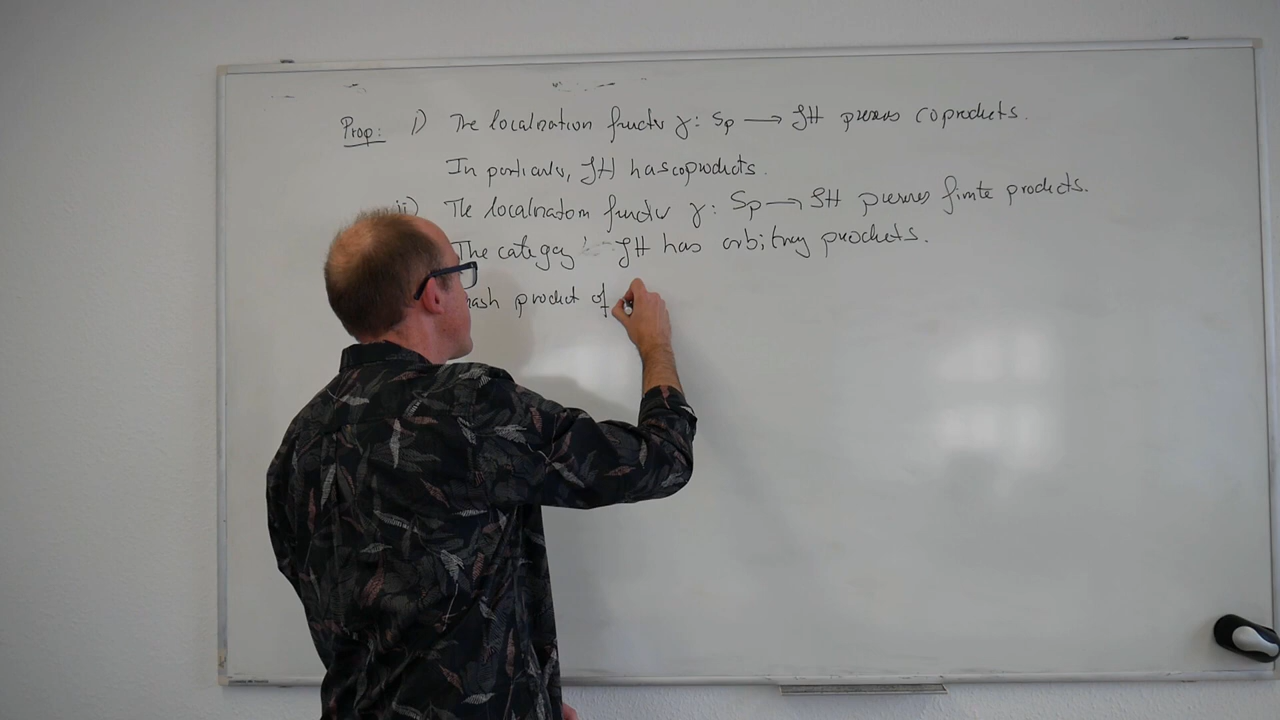 Prop: i) The localization functor γ: Sp → SH preserves coproducts.
In particular, SH has coproducts.
ii) The localization functor γ: Sp → SH preserves finite products.
The category SH has arbitrary products.
mash product of